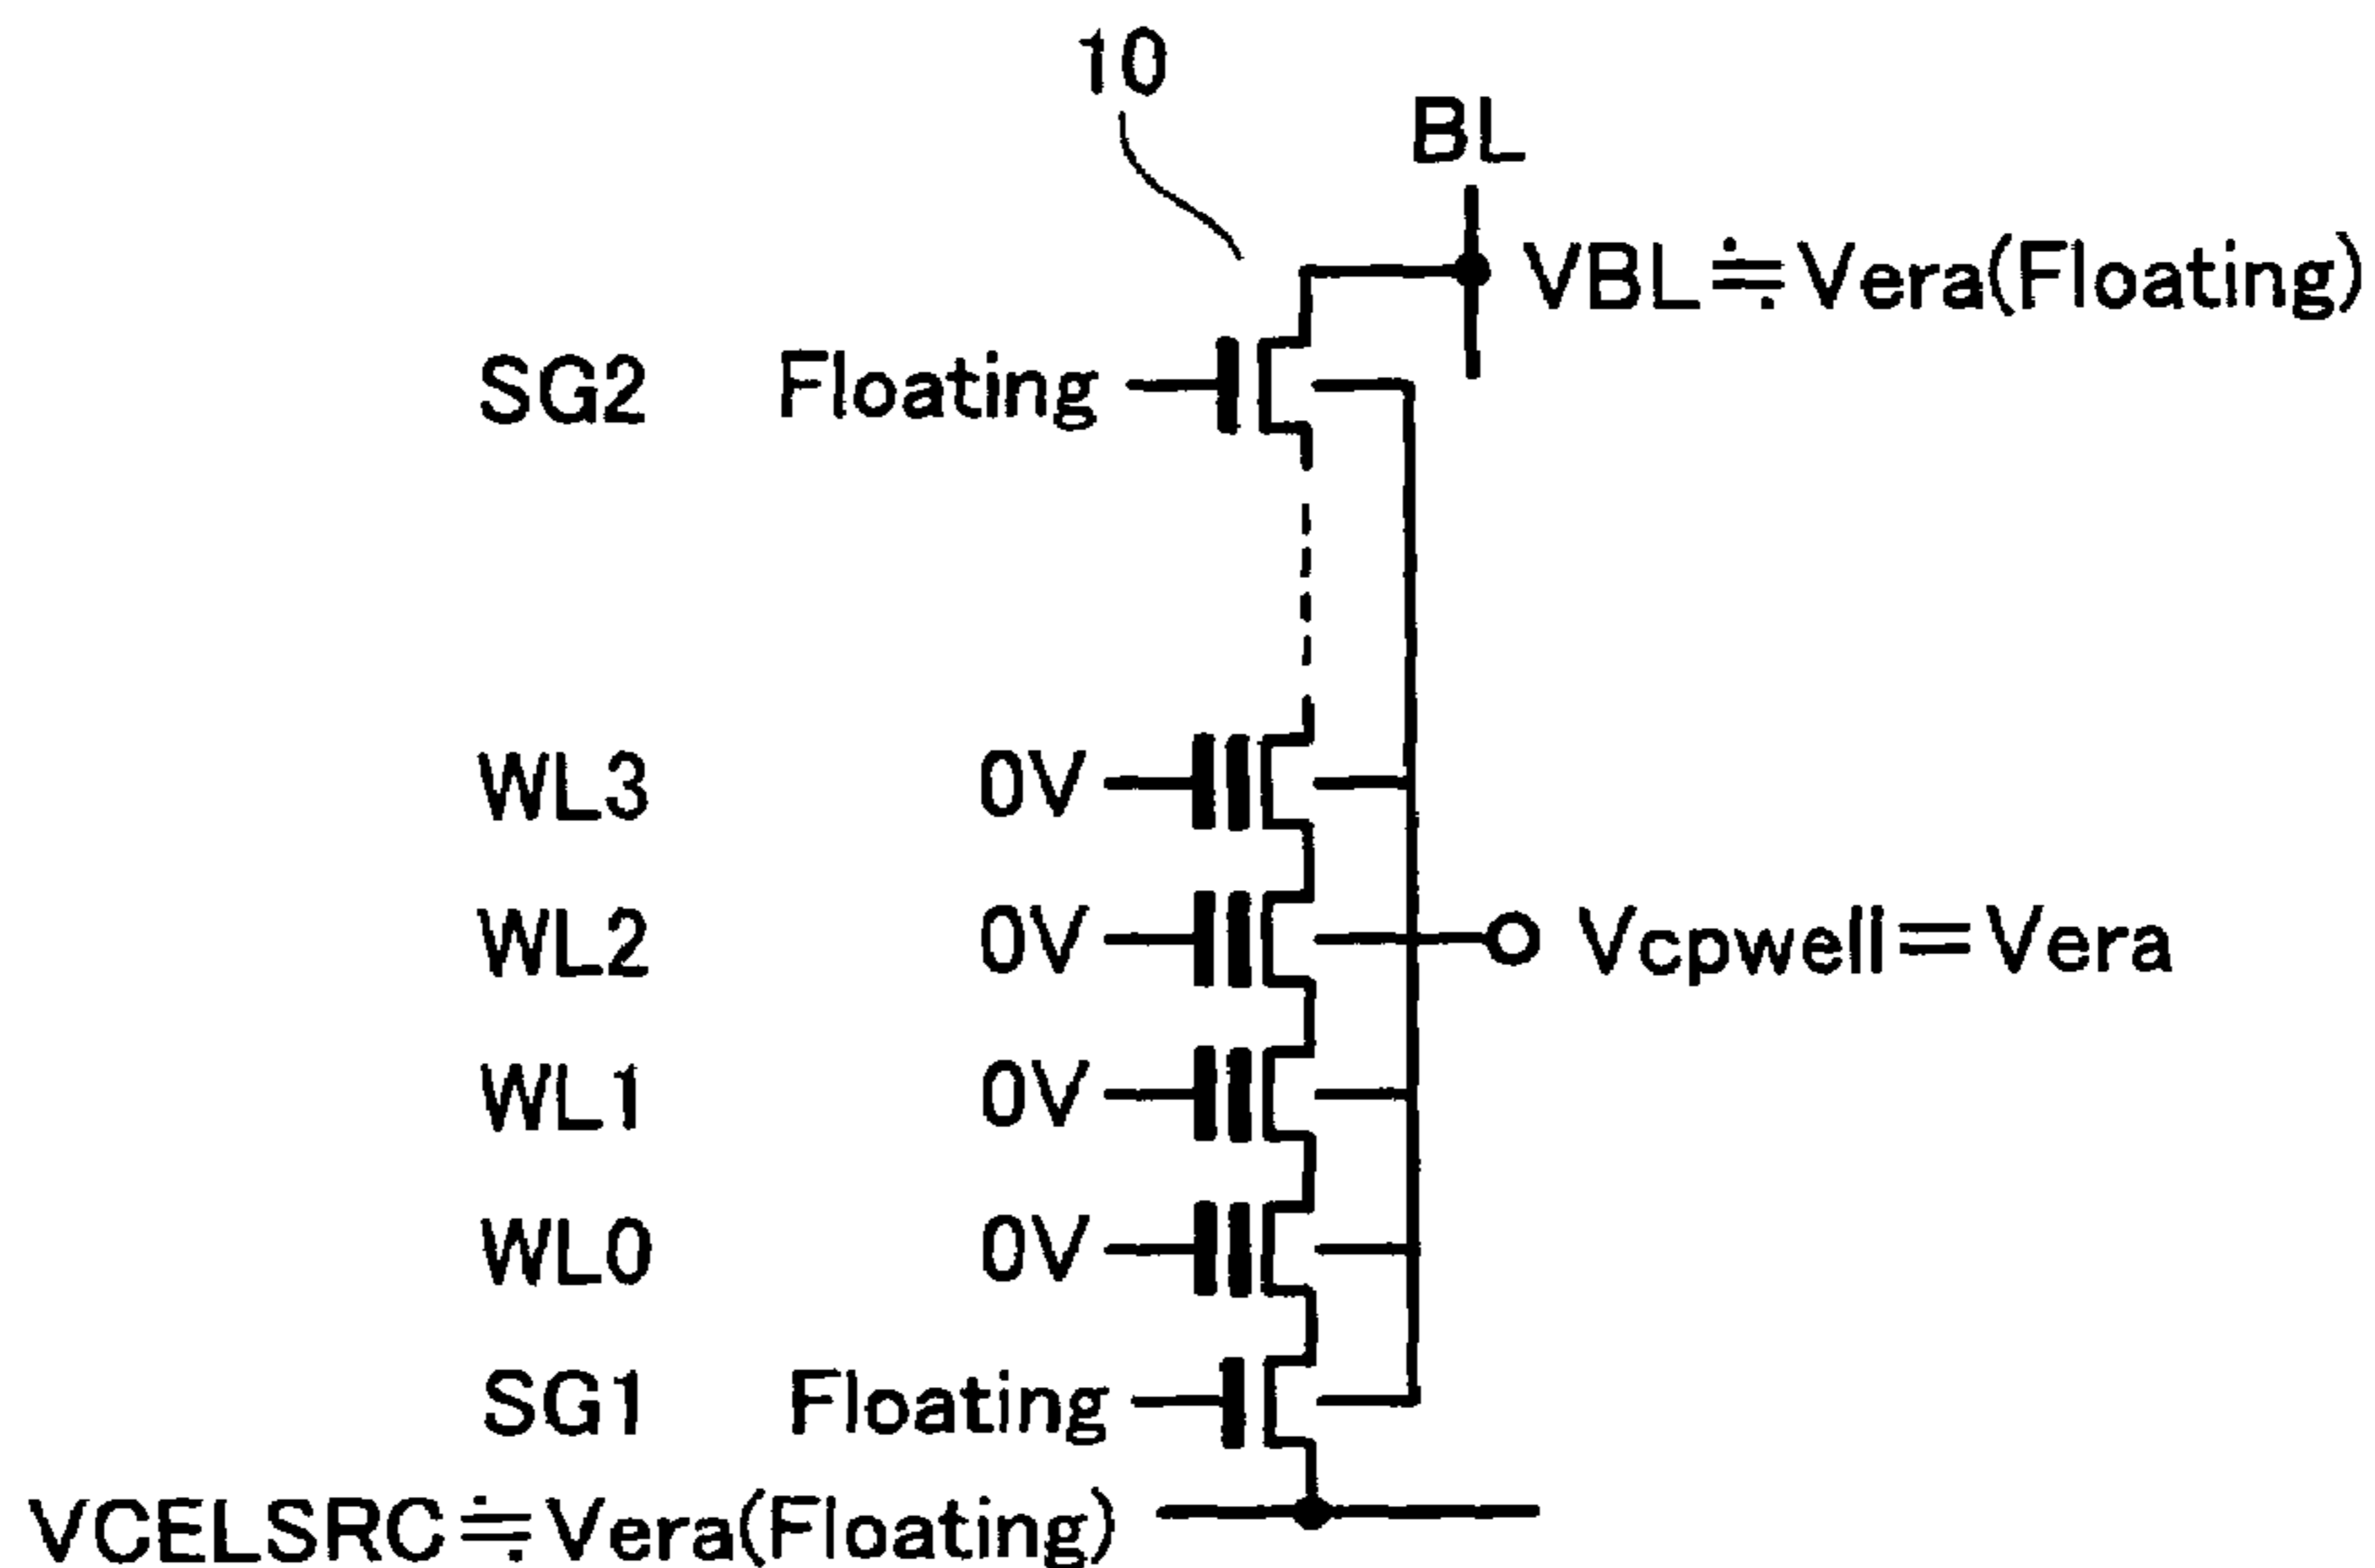 10
BL
VBL≒Vera(Floating)
SG2 Floating
WL3 0V
WL2 0V Vcpwell=Vera
WL1 0V
WL0 0V
SG1 Floating
VCELSRC≒Vera(Floating)